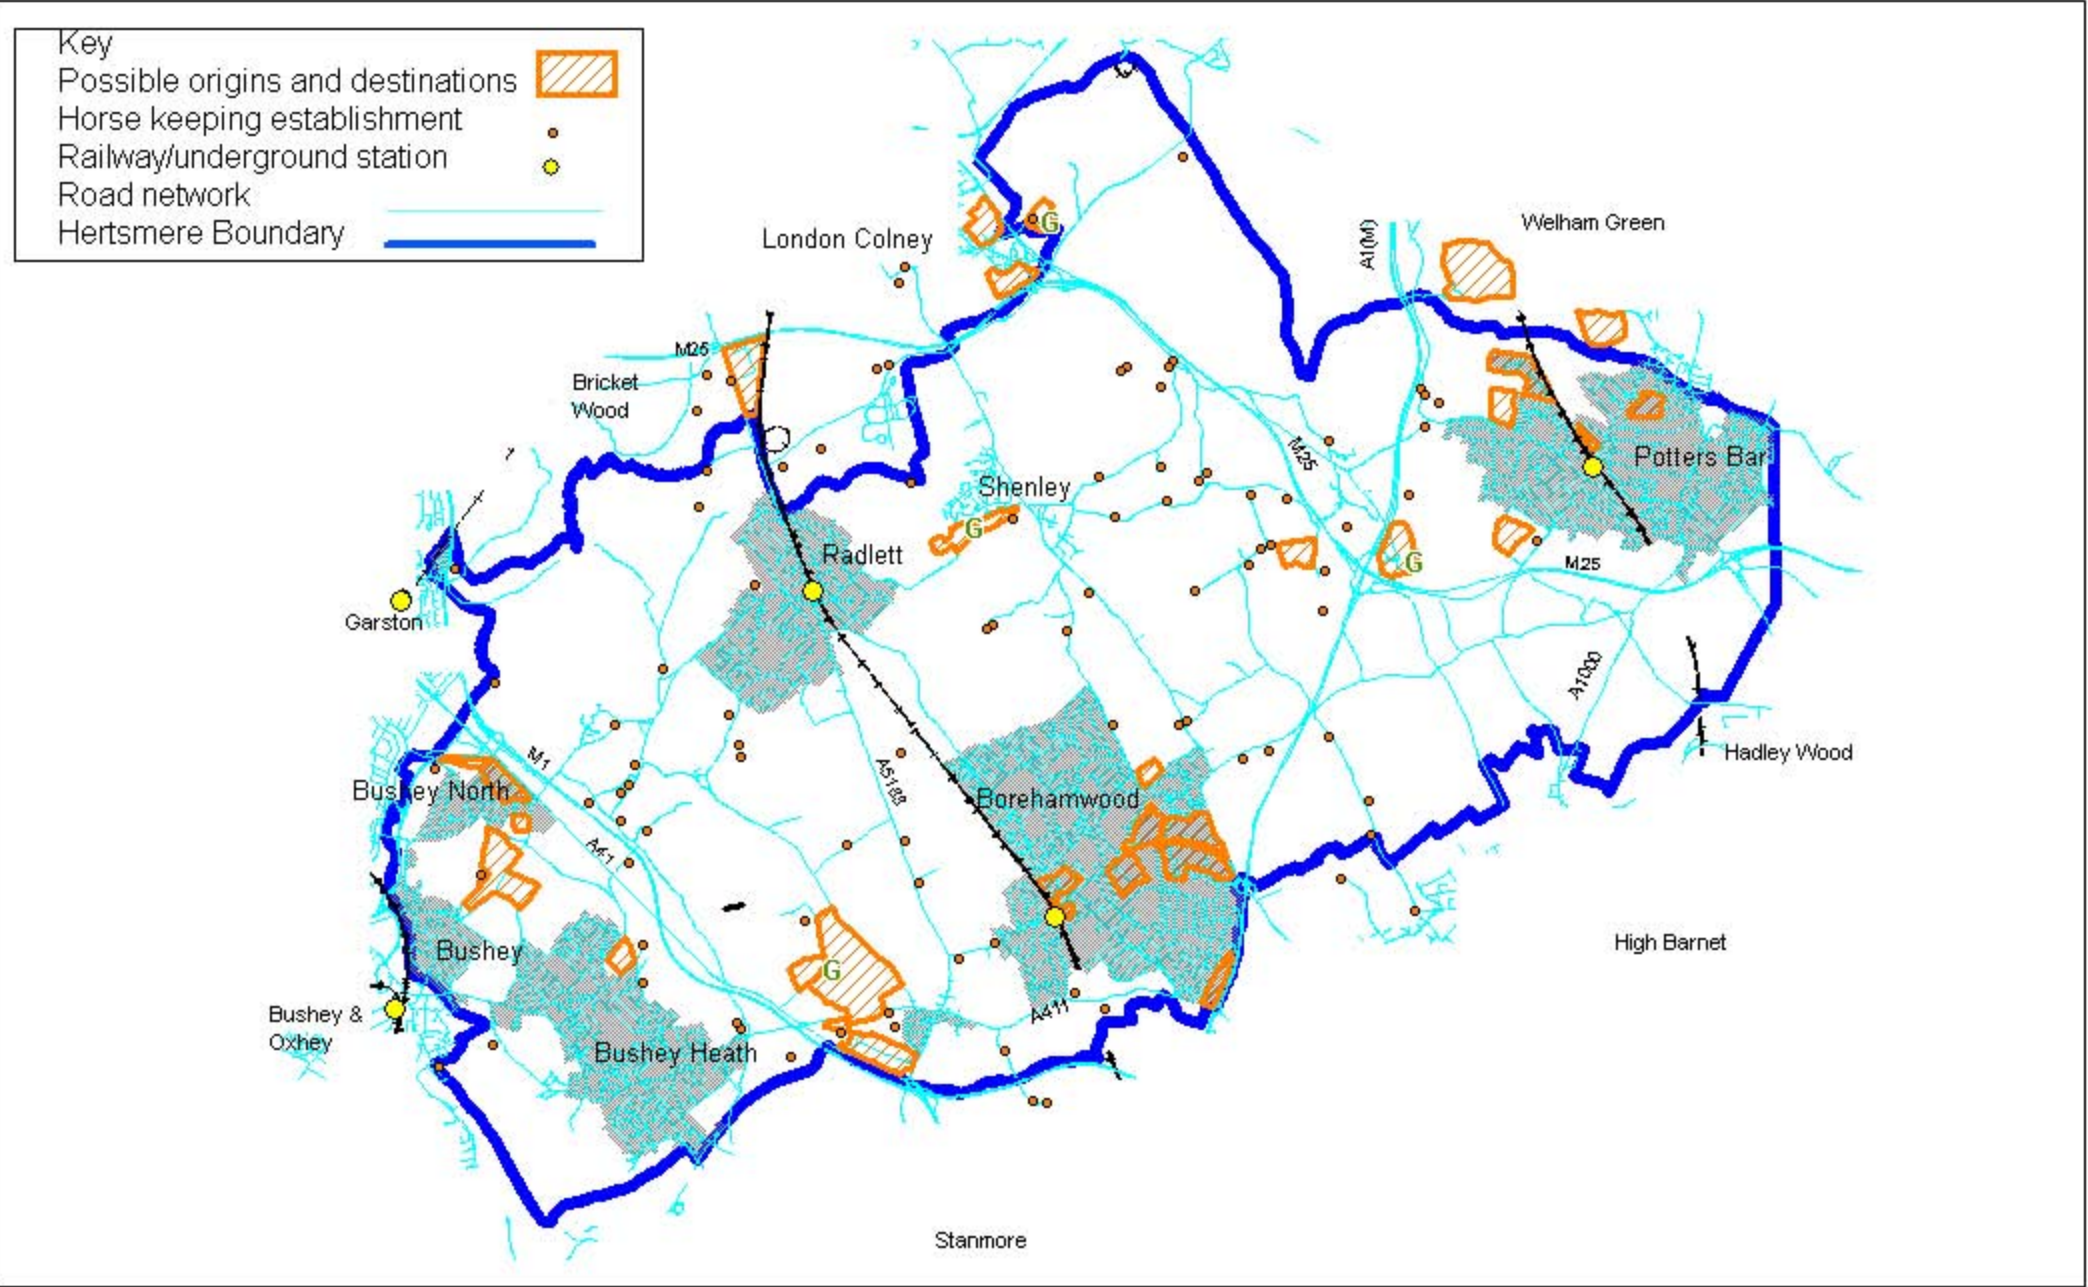 Key
Possible origins and destinations
Horse keeping establishment
Railway/underground station
Road network
Hertsmere Boundary
Welham Green
A1(M)
G
London Colney
M25
Bricket
Wood
M25
Potters Bar
Shenley
G
Radlett
G
M25
Garston
A1000
M1
Hadley Wood
Bushey North
A5183
Borehamwood
A41
High Barnet
Bushey
G
Bushey &
Oxhey
A411
Bushey Heath
Stanmore